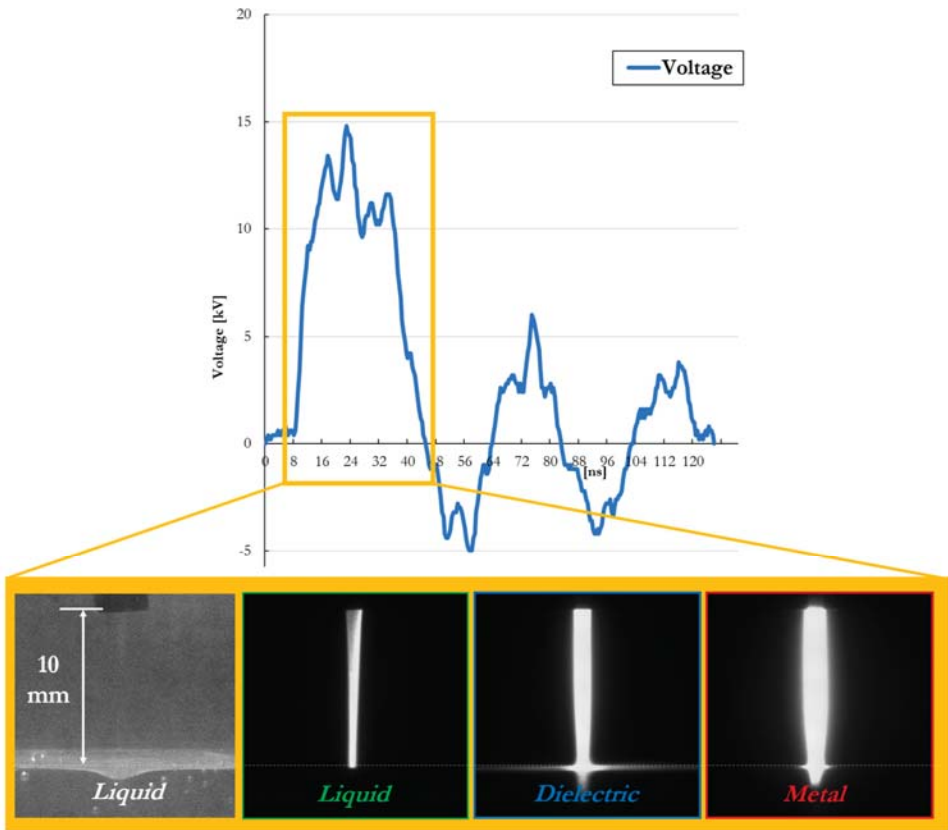 20
Voltage
15
10
5
0
-5
Voltage [kV]
0 8 16 24 32 40 48 56 64 72 80 88 96 104 112 120
[ns]
10
mm
Liquid
Liquid
Dielectric
Metal